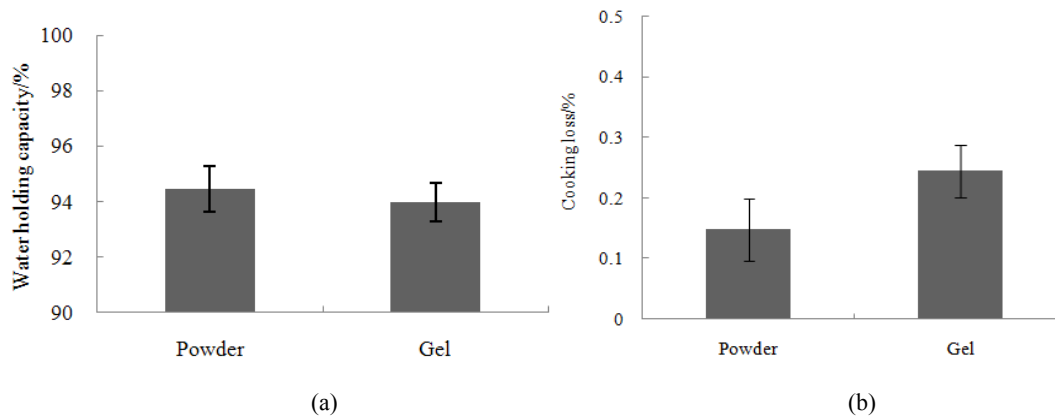 Water holding capacity/%
100
98
96
94
92
90
Powder Gel
(a)
Cooking loss/%
0.5
0.4
0.3
0.2
0.1
0
Powder Gel
(b)